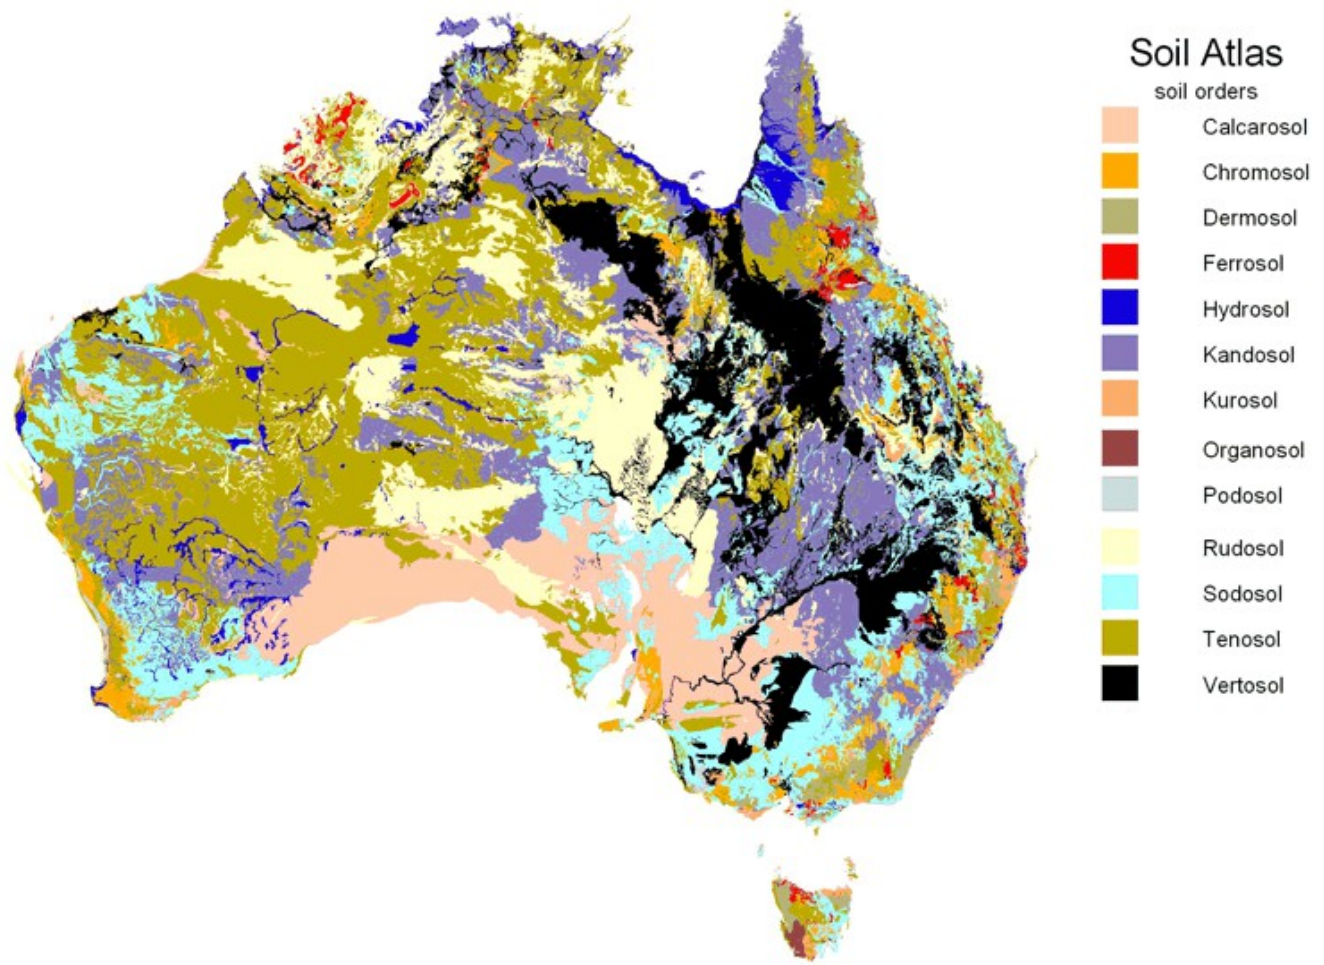 Soil Atlas
soil orders
Calcarosol
Chromosol
Dermosol
Ferrosol
Hydrosol
Kandosol
Kurosol
Organosol
Podosol
Rudosol
Sodosol
Tenosol
Vertosol